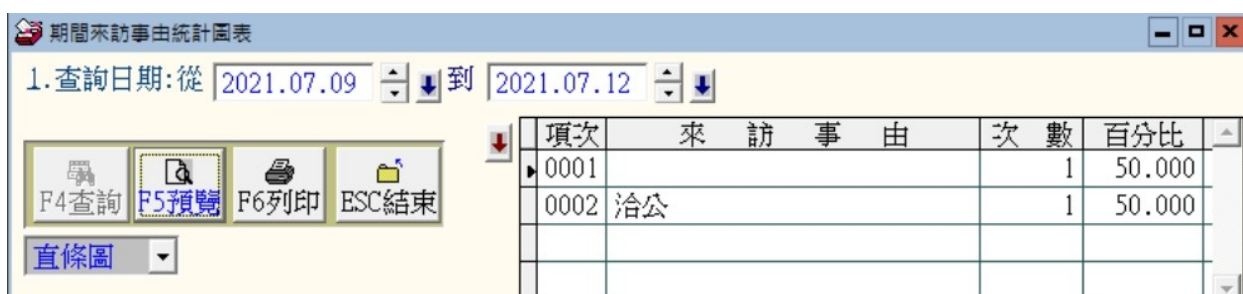 期間來訪事由統計圖表
1.查詢日期:從 2021.07.09 到 2021.07.12
項次 來訪事由 次數 百分比
0001 1 50.000
0002 洽公 1 50.000
F4查詢 F5預覽 F6列印 ESC結束
直條圖